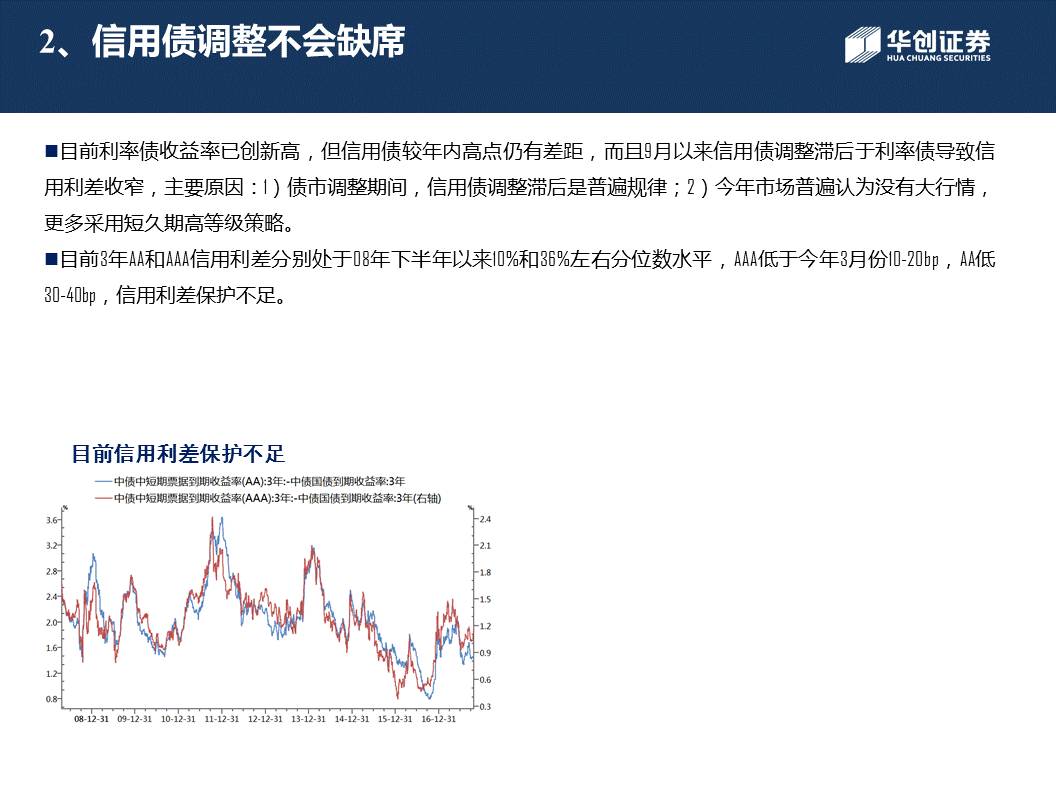 2、信用债调整不会缺席
华创证券
HUA CHUANG SECURITIES
■目前利率债收益率已创新高，但信用债较年内高点仍有差距，而且9月以来信用债调整滞后于利率债导致信
用利差收窄，主要原因：1）债市调整期间，信用债调整滞后是普遍规律；2）今年市场普遍认为没有大行情，
更多采用短久期高等级策略。
■目前3年AA和AAA信用利差分别处于08年下半年以来10%和36%左右分位数水平，AAA低于今年3月份10-20bp，AA低
30-40bp，信用利差保护不足。
目前信用利差保护不足
中债中短期票据到期收益率(AA):3年:-中债国债到期收益率:3年
中债中短期票据到期收益率(AAA):3年:-中债国债到期收益率:3年(右轴)
% %
3.6 2.4
3.2 2.1
2.8 1.8
2.4 1.5
2.0 1.2
1.6 0.9
1.2 0.6
0.8 0.3
08-12-31 09-12-31 10-12-31 11-12-31 12-12-31 13-12-31 14-12-31 15-12-31 16-12-31